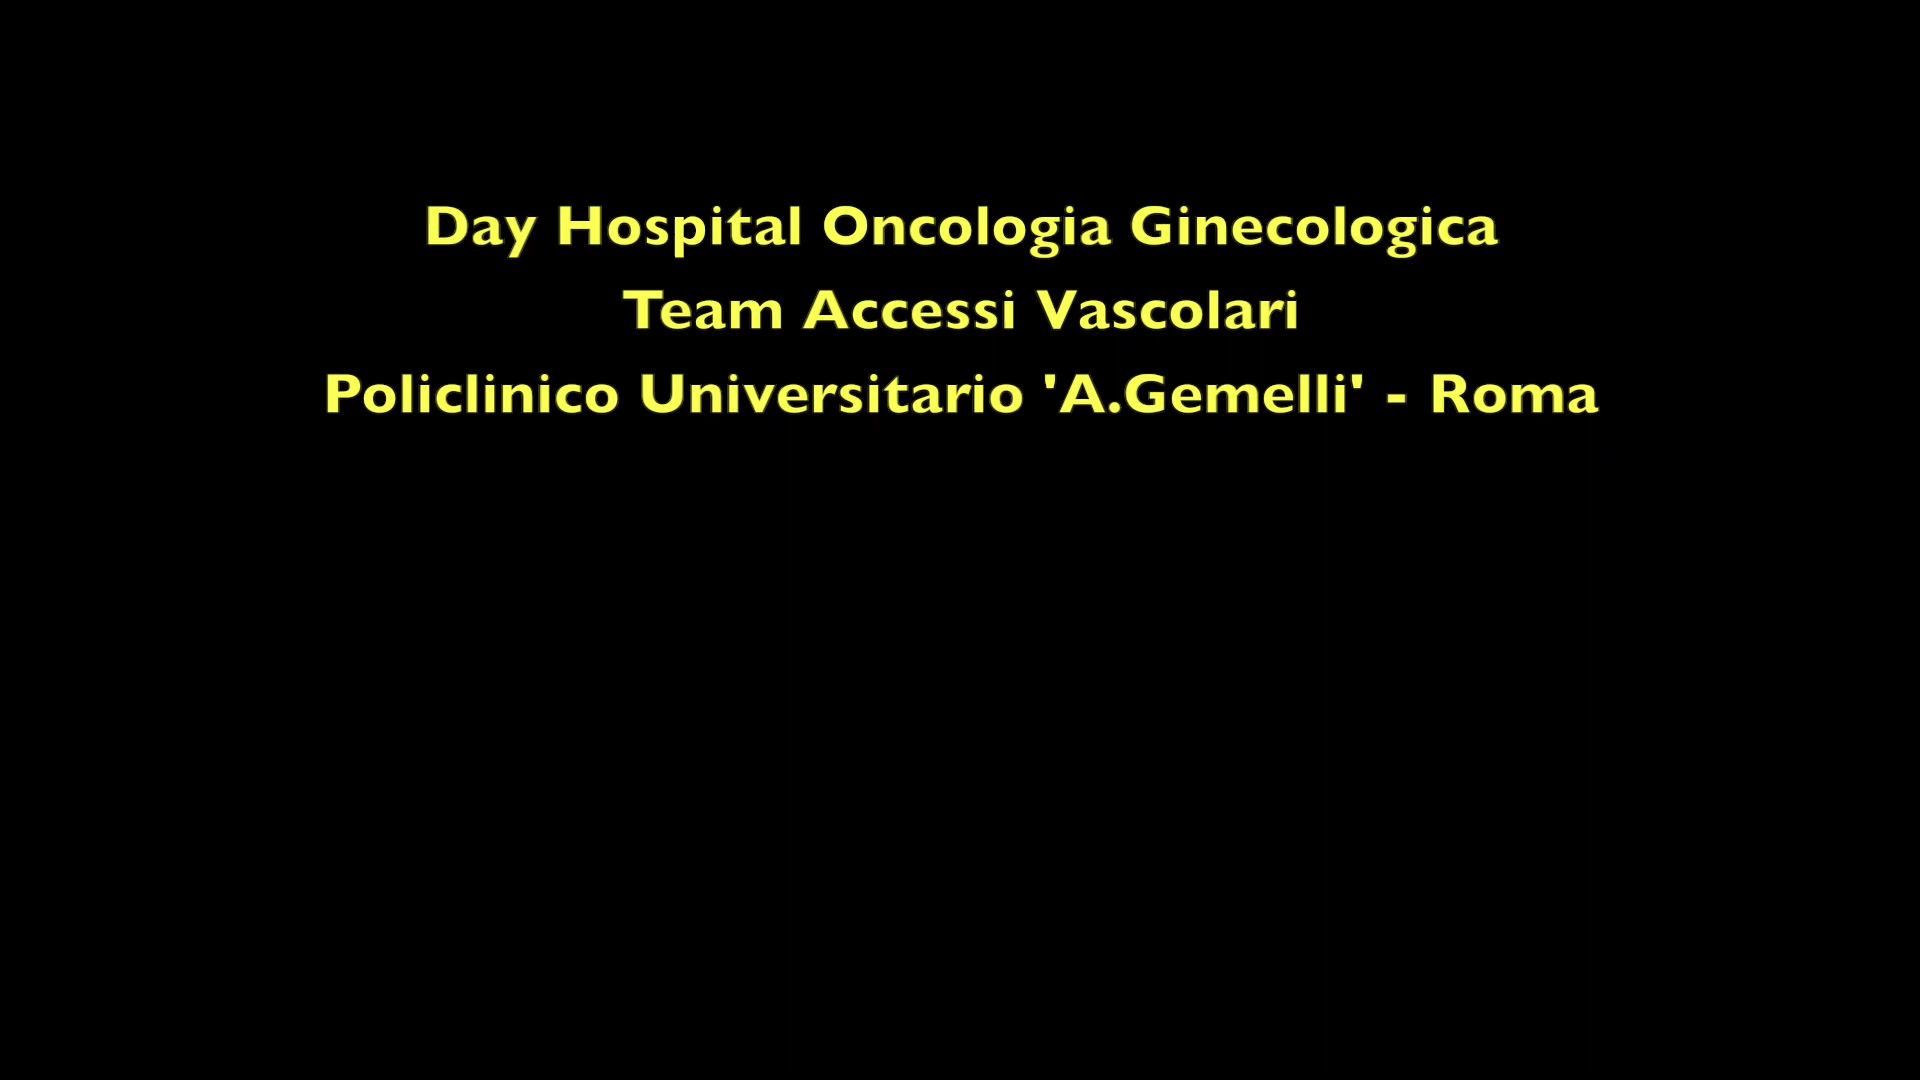 Day Hospital Oncologia Ginecologica
Team Accessi Vascolari
Policlinico Universitario 'A.Gemelli' - Roma